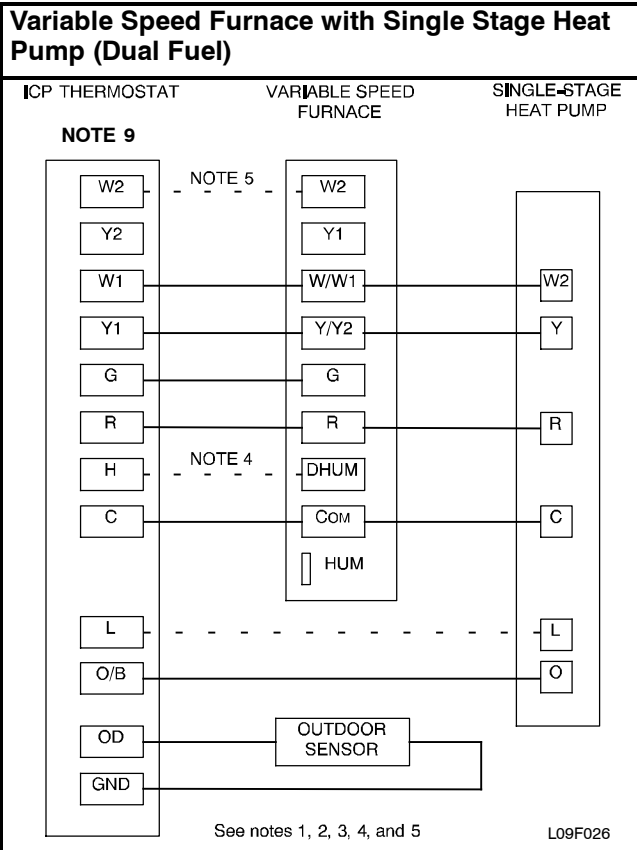 Variable Speed Furnace with Single Stage Heat
Pump (Dual Fuel)
ICP THERMOSTAT
VARIABLE SPEED
FURNACE
SINGLE-STAGE
HEAT PUMP
NOTE 9
W2
NOTE 5
W2
Y2
Y1
W1
W/W1
W2
Y1
Y/Y2
Y
G
G
R
R
R
H
NOTE 4
DHUM
C
COM
C
HUM
L
L
O/B
O
OD
OUTDOOR
SENSOR
GND
See notes 1, 2, 3, 4, and 5
L09F026